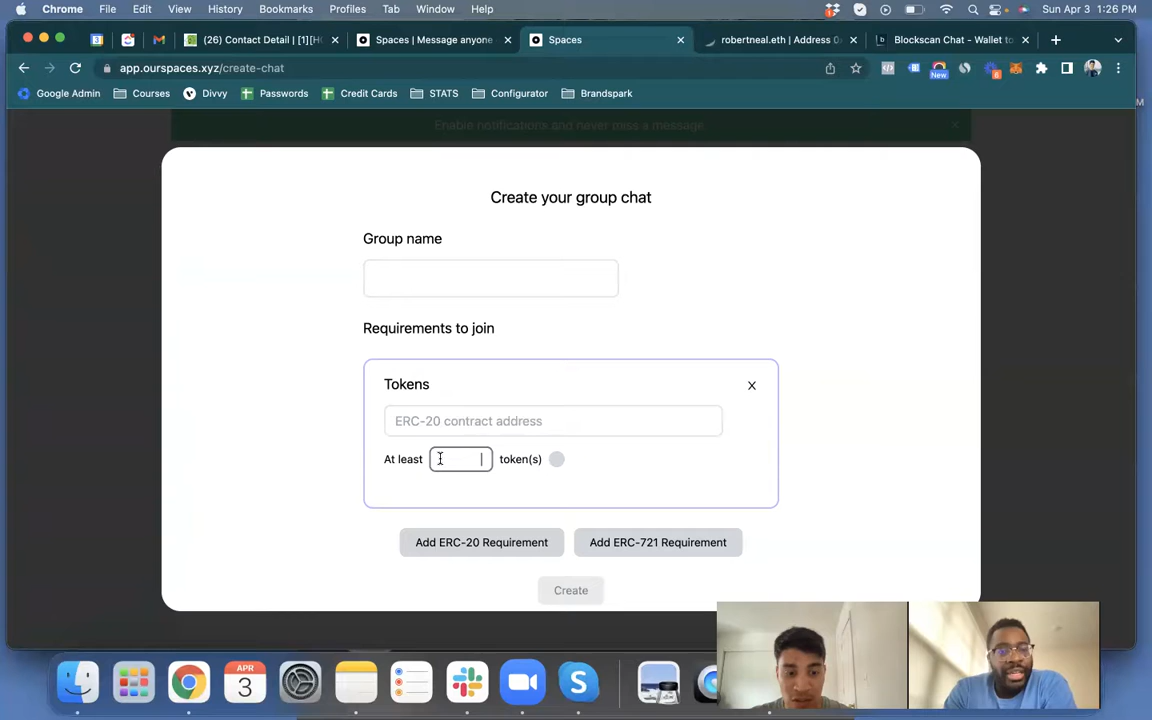 Chrome File Edit View History Bookmarks Profiles Tab Window Help Sun Apr 3 1:26 PM
(26) Contact Detail | [1][H Spaces | Message anyone Spaces robertneal.eth | Address 0 Blockscan Chat - Wallet to
app.ourspaces.xyz/create-chat
New
8
Google Admin Courses Divvy Passwords Credit Cards STATS Configurator Brandspark
Enable notifications and never miss a message
Create your group chat
Group name
Requirements to join
Tokens X
ERC-20 contract address
At least token(s)
Add ERC-20 Requirement Add ERC-721 Requirement
Create
APR
3